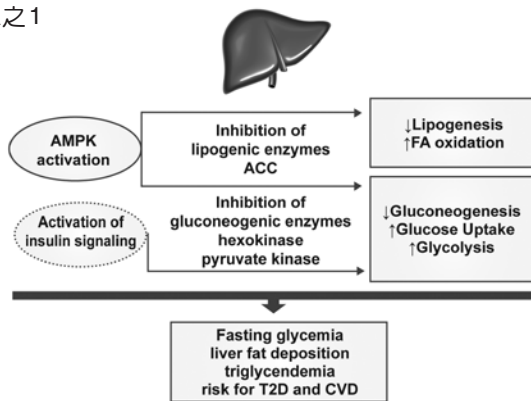 之1
AMPK
activation
Inhibition of
lipogenic enzymes
ACC
↓Lipogenesis
↑FA oxidation
Activation of
insulin signaling
Inhibition of
gluconeogenic enzymes
hexokinase
pyruvate kinase
↓Gluconeogenesis
↑Glucose Uptake
↑Glycolysis
Fasting glycemia
liver fat deposition
triglycendemia
risk for T2D and CVD